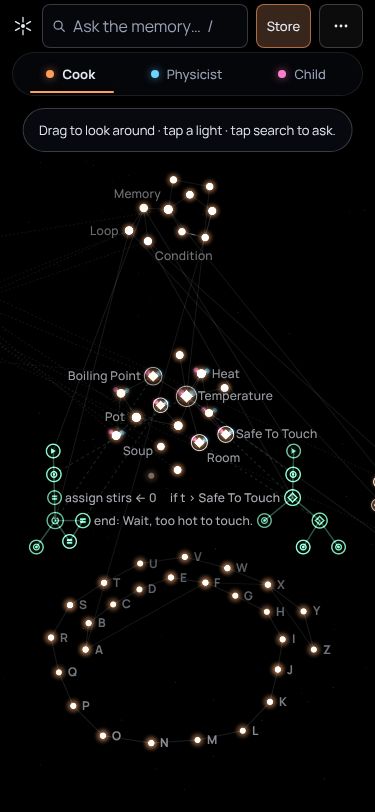 Ask the memory... /
Store
...
Cook
Physicist
Child
Drag to look around · tap a light · tap search to ask.
Memory
Loop
Condition
Boiling Point
Heat
Temperature
Pot
Safe To Touch
Soup
Room
assign stirs ← 0
if t > Safe To Touch
end: Wait, too hot to touch.
U
V
W
T
D
E
F
X
S
C
G
B
H
Y
R
A
I
Z
Q
J
P
K
O
N
M
L